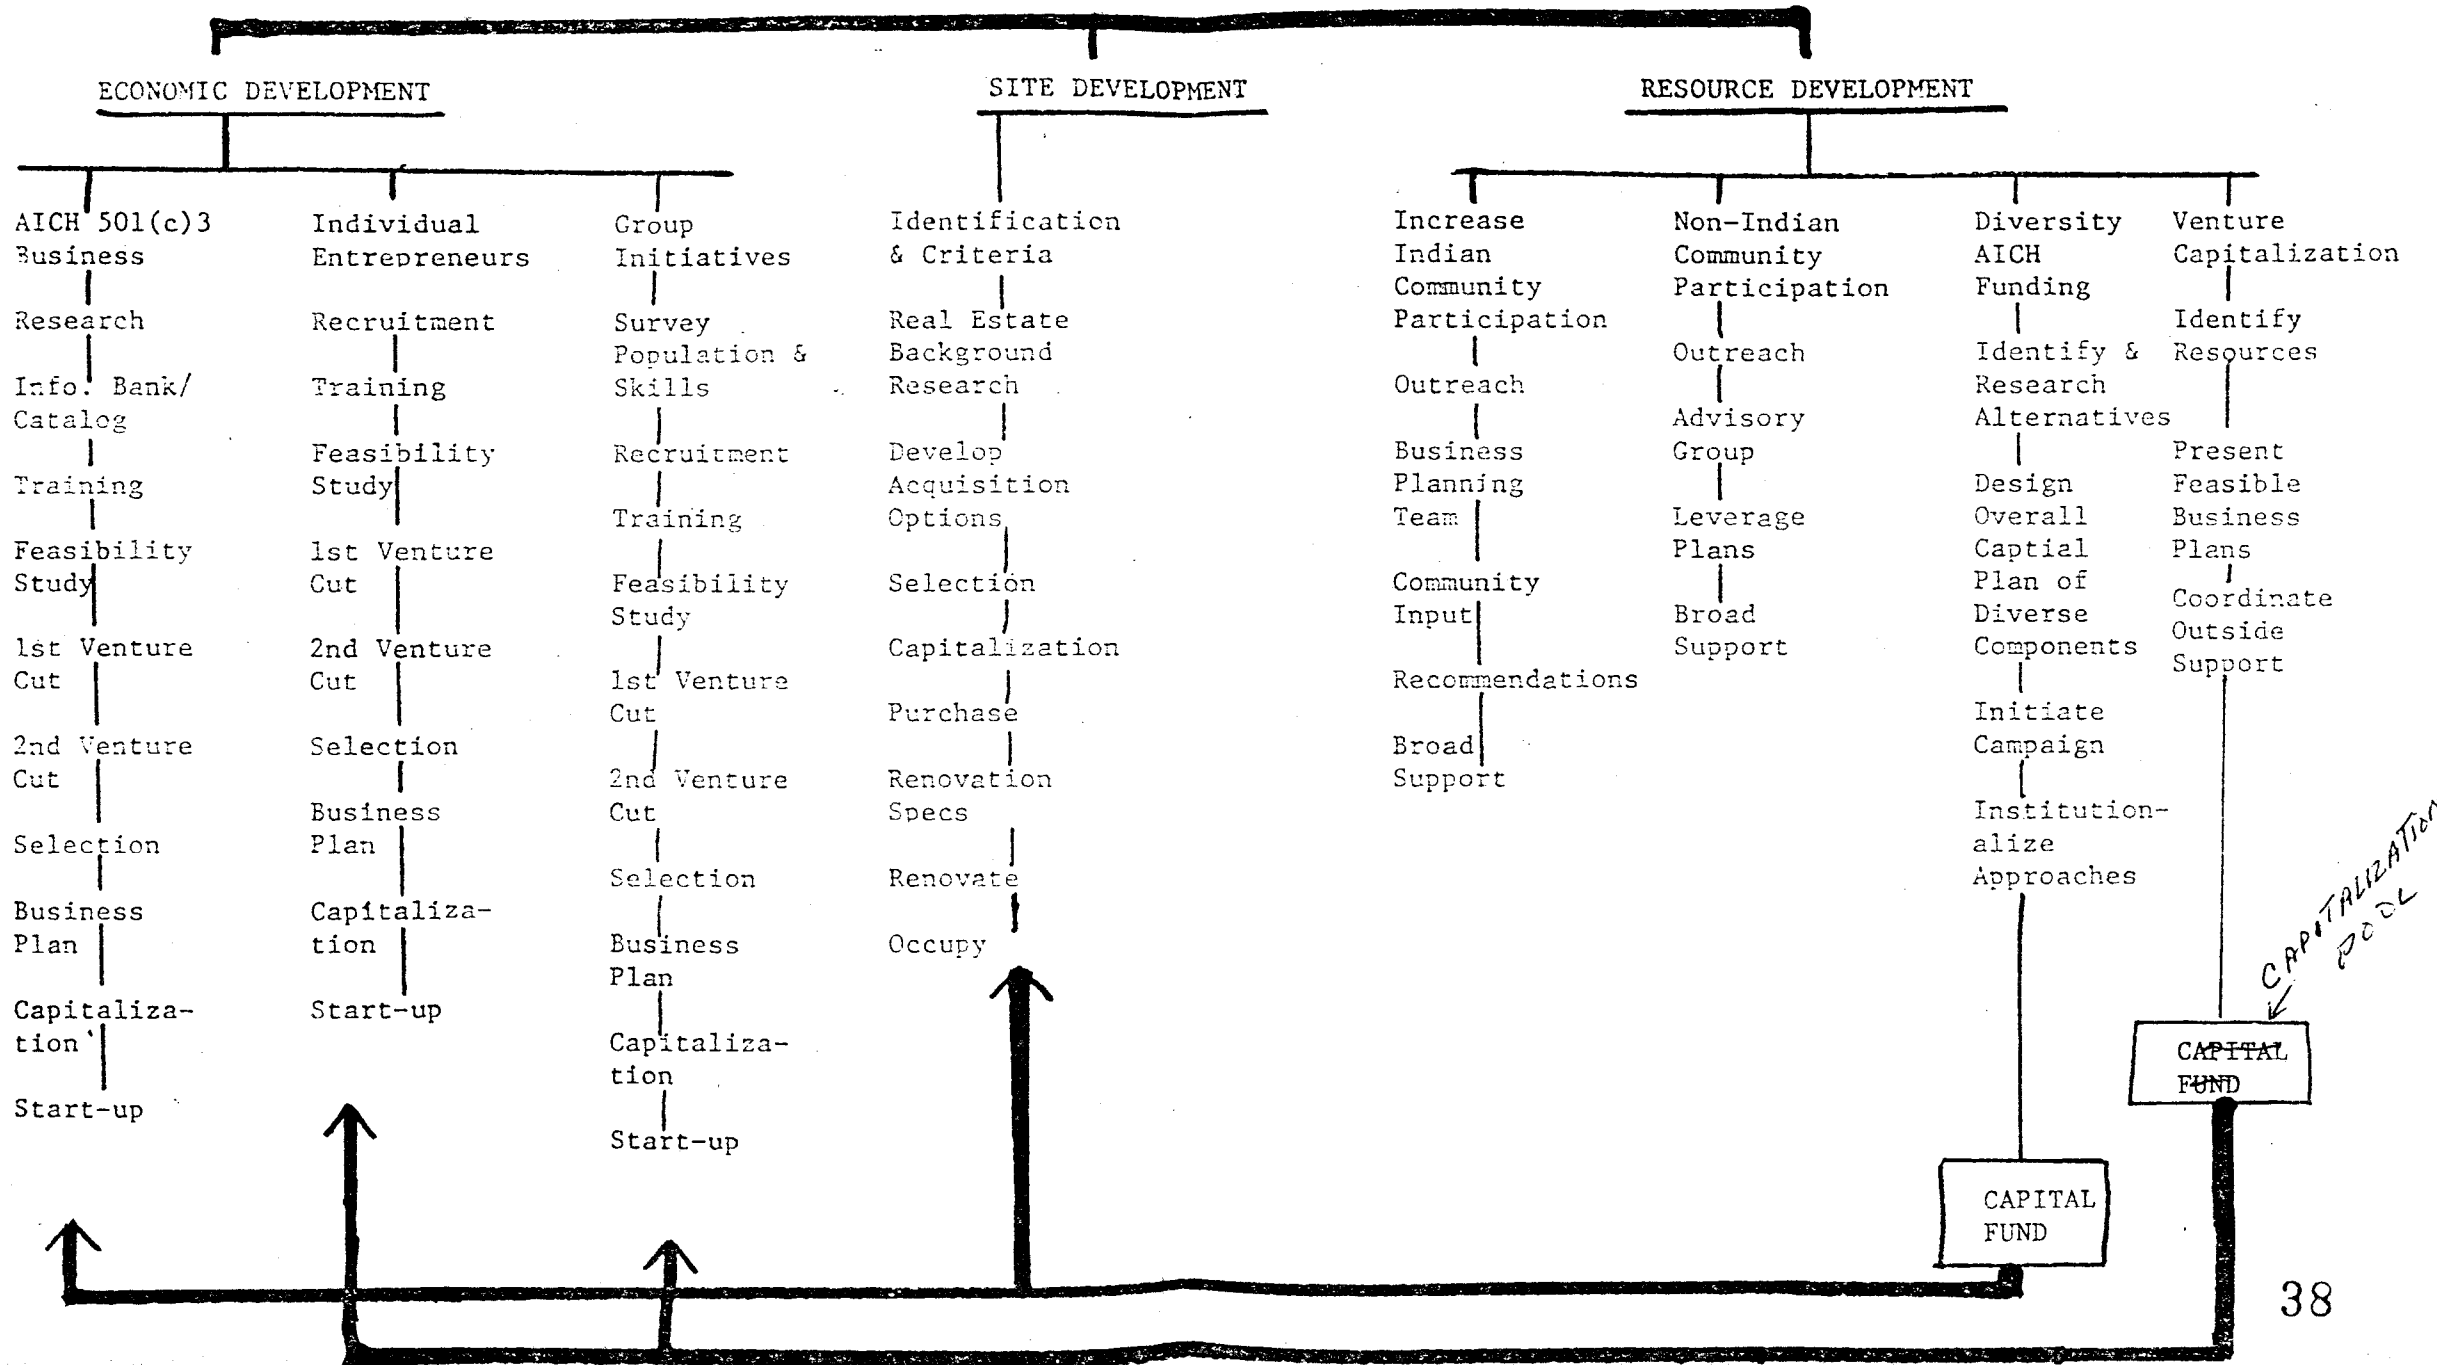 ECONOMIC DEVELOPMENT
SITE DEVELOPMENT
RESOURCE DEVELOPMENT
AICH 501(c)3
Business
Research
Info. Bank/
Catalog
Training
Feasibility
Study
1st Venture
Cut
2nd Venture
Cut
Selection
Business
Plan
Capitaliza-
tion
Start-up
Individual
Entrepreneurs
Recruitment
Training
Feasibility
Study
1st Venture
Cut
2nd Venture
Cut
Selection
Business
Plan
Capitaliza-
tion
Start-up
Group
Initiatives
Survey
Population &
Skills
Recruitment
Training
Feasibility
Study
1st Venture
Cut
2nd Venture
Cut
Selection
Business
Plan
Capitaliza-
tion
Start-up
Identification
& Criteria
Real Estate
Background
Research
Develop
Acquisition
Options
Selection
Capitalization
Purchase
Renovation
Specs
Renovate
Occupy
Increase
Indian
Community
Participation
Outreach
Business
Planning
Team
Community
Input
Recommendations
Broad
Support
Non-Indian
Community
Participation
Outreach
Advisory
Group
Leverage
Plans
Broad
Support
Diversity
AICH
Funding
Identify &
Research
Alternatives
Design
Overall
Captial
Plan of
Diverse
Components
Initiate
Campaign
Institution-
alize
Approaches
CAPITAL
FUND
Venture
Capitalization
Identify
Resources
Present
Feasible
Business
Plans
Coordinate
Outside
Support
CAPITALIZATION
POOL
CAPITAL
FUND
38